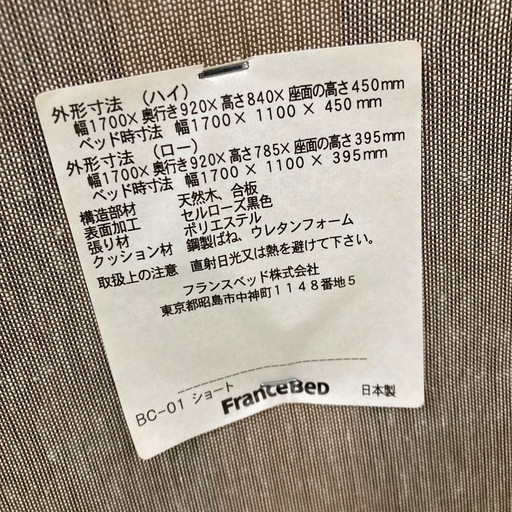 外形寸法　（ハイ）
幅1700×奥行き920×高さ840×座面の高さ450mm
ベッド時寸法　幅1700×1100×450mm
外形寸法　（ロー）
幅1700×奥行き920×高さ785×座面の高さ395mm
ベッド時寸法　幅1700×1100×395mm
構造部材　天然木、合板
表面加工　セルローズ黒色
張り材　ポリエステル
クッション材　鋼製ばね、ウレタンフォーム
取扱上の注意　直射日光又は熱を避けて下さい。
フランスベッド株式会社
東京都昭島市中神町１１４８番地５
BC-01 ショート　FRANCEBED　日本製